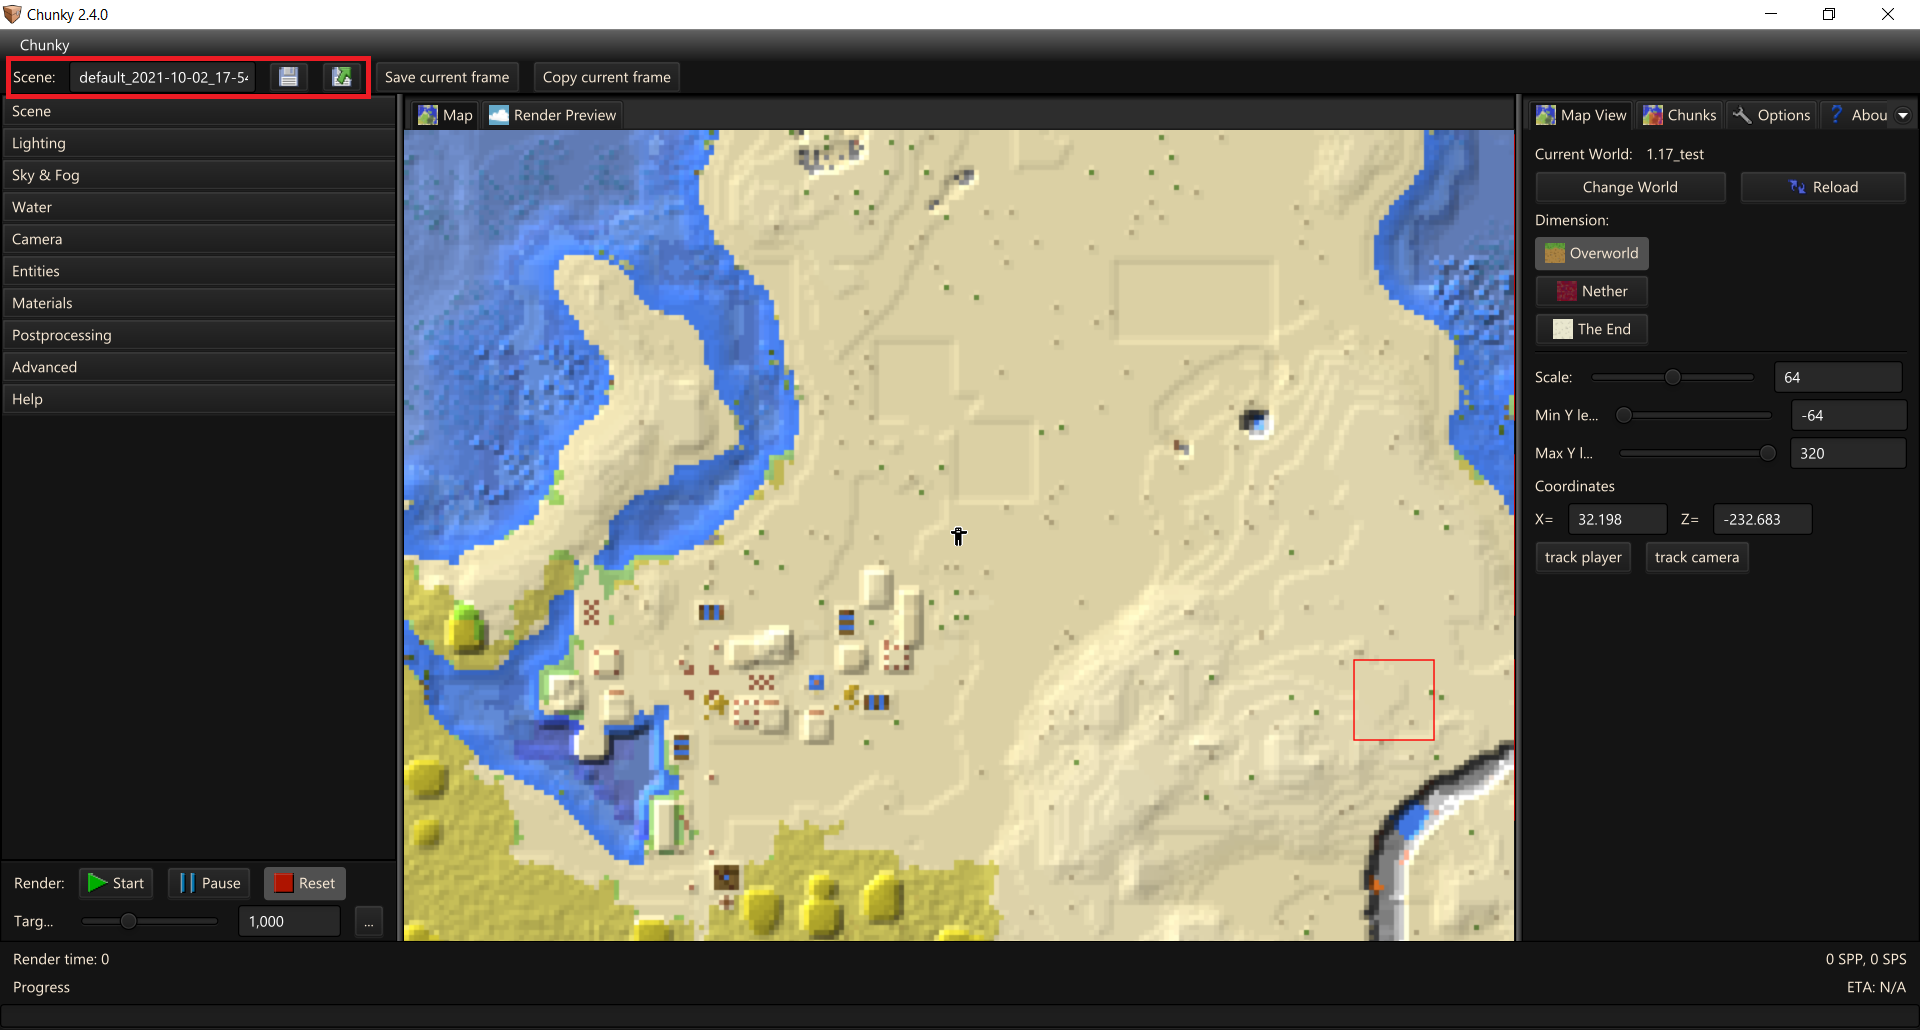 Chunky 2.4.0
Chunky
Scene: default_2021-10-02_17-54 Save current frame Copy current frame
Scene
Lighting
Sky & Fog
Water
Camera
Entities
Materials
Postprocessing
Advanced
Help
Render: Start Pause Reset
Targ... 1,000 ...
Map Render Preview
Map View Chunks Options ? Abou
Current World: 1.17_test
Change World Reload
Dimension:
Overworld
Nether
The End
Scale: 64
Min Y le... -64
Max Y l... 320
Coordinates
X= 32.198 Z= -232.683
track player track camera
Render time: 0 0 SPP, 0 SPS
Progress ETA: N/A